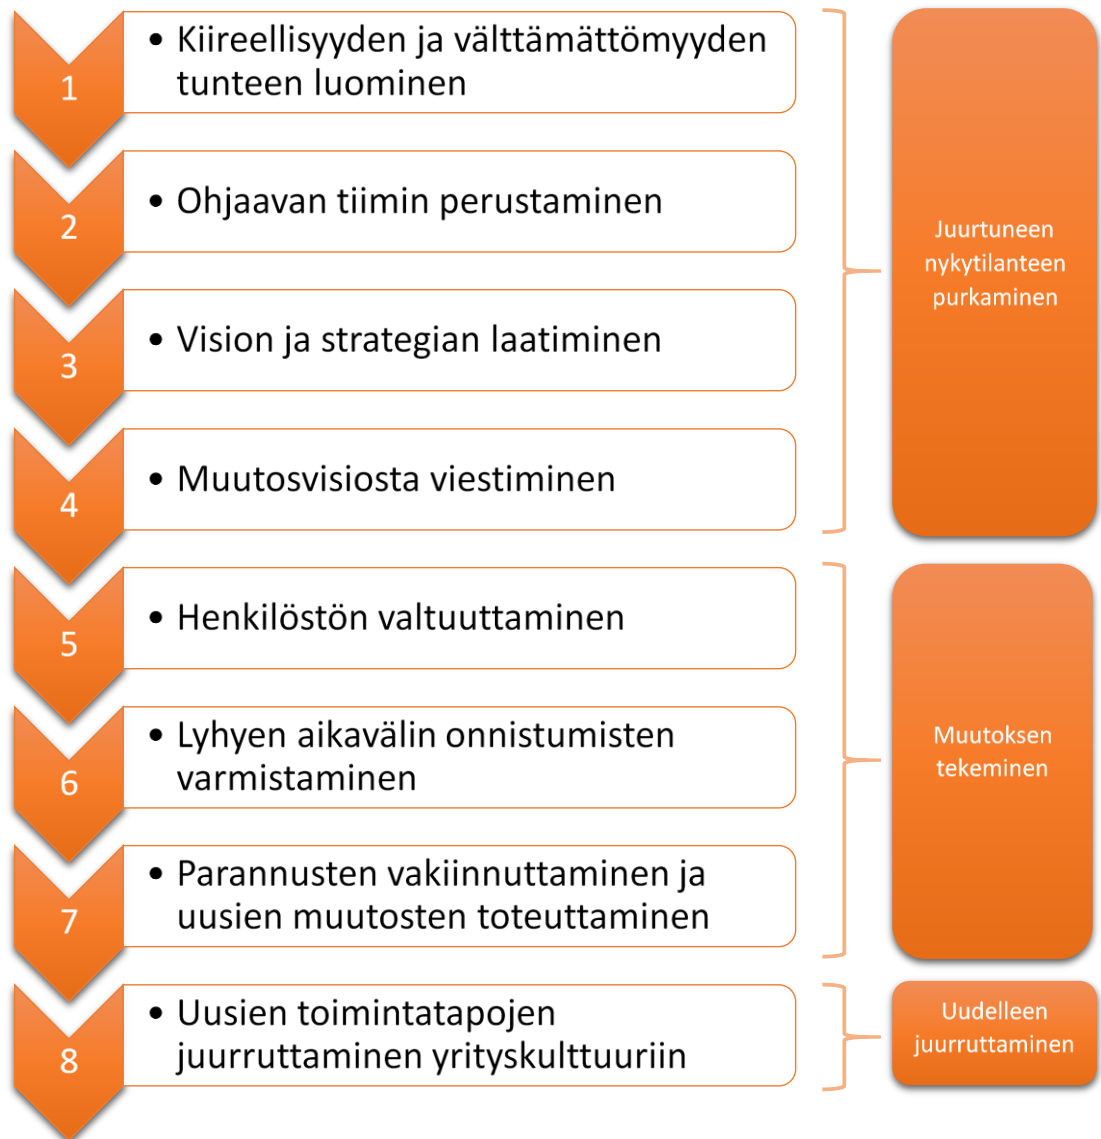 1
• Kiireellisyyden ja välttämättömyyden
tunteen luominen
2
• Ohjaavan tiimin perustaminen
3
• Vision ja strategian laatiminen
4
• Muutosvisiosta viestiminen
Juurtuneen
nykytilanteen
purkaminen
5
• Henkilöstön valtuuttaminen
6
• Lyhyen aikavälin onnistumisten
varmistaminen
7
• Parannusten vakiinnuttaminen ja
uusien muutosten toteuttaminen
Muutoksen
tekeminen
8
• Uusien toimintatapojen
juurruttaminen yrityskulttuuriin
Uudelleen
juurruttaminen